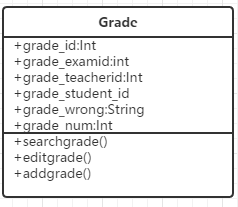 Grade
+grade_id:Int
+grade_examid:int
+grade_teacherid:Int
+grade_student_id
+grade_wrong:String
+grade_num:Int
+searchgrade()
+editgrade()
+addgrade()